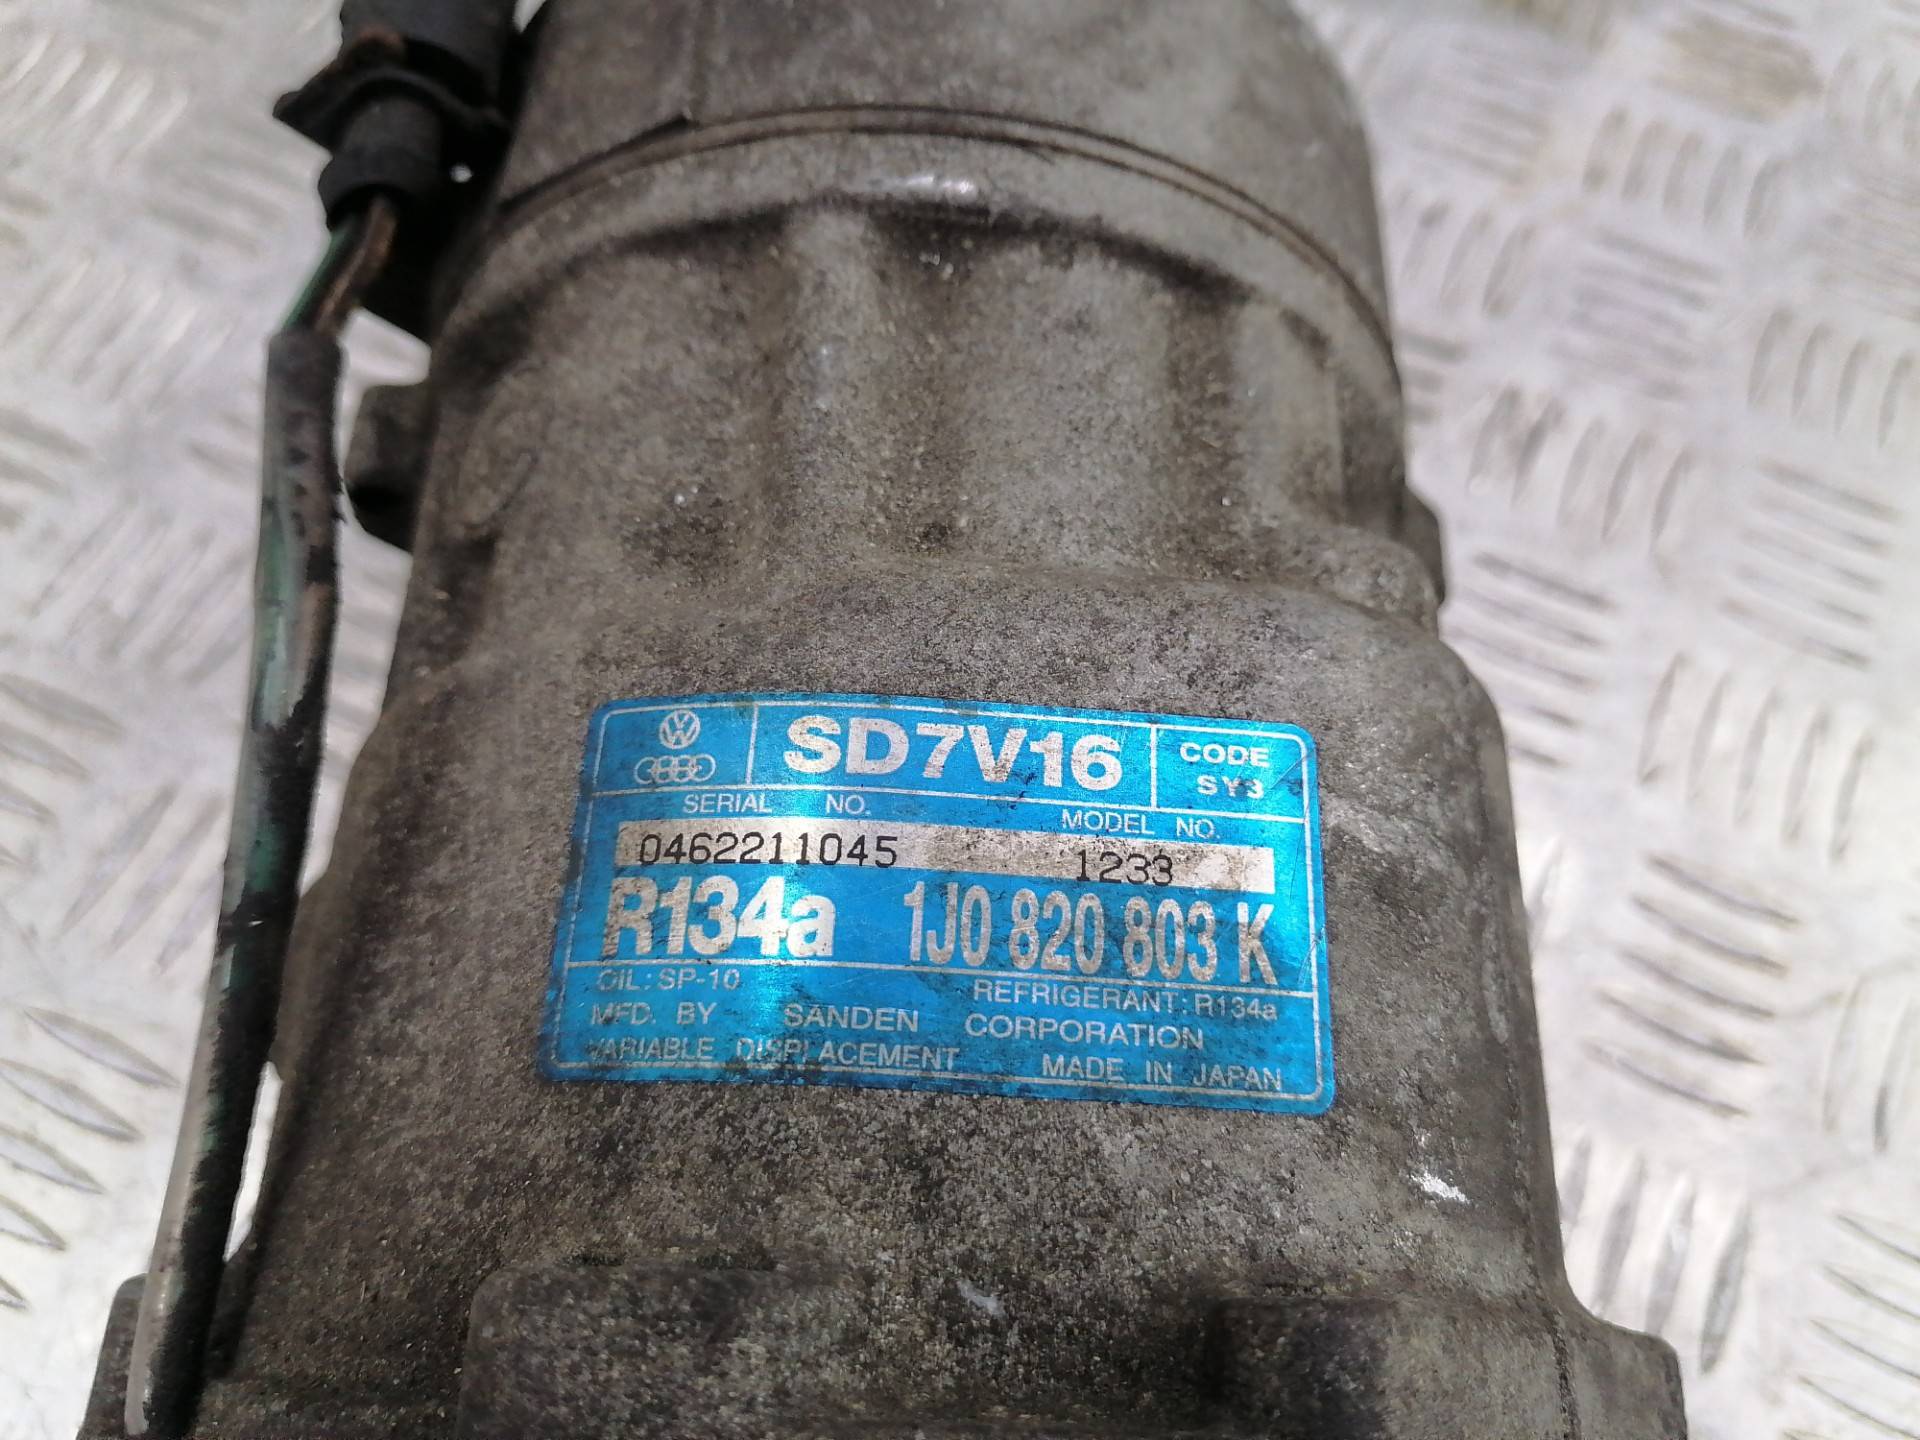 SD7V16 CODE
SY3
SERIAL NO. MODEL NO.
0462211045 1233
R134a 1J0 820 803 K
OIL: SP-10 REFRIGERANT: R134a
MFD. BY SANDEN CORPORATION
VARIABLE DISPLACEMENT MADE IN JAPAN